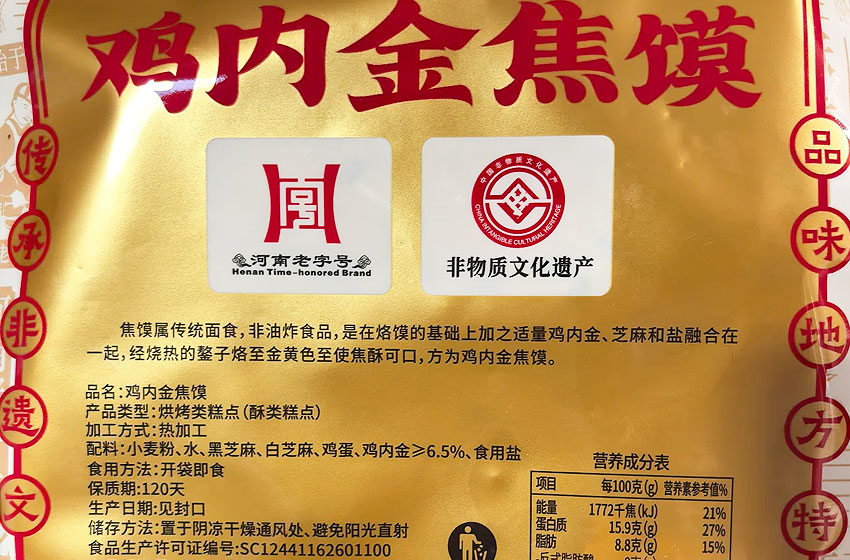 鸡内金焦馍
传承非遗文
品味地方特
河南老字号
Henan Time-honored Brand
中国非物质文化遗产
CHINA INTANGIBLE CULTURAL HERITAGE
非物质文化遗产
焦馍属传统面食,非油炸食品,是在烙馍的基础上加之适量鸡内金、芝麻和盐融合在
一起,经烧热的鏊子烙至金黄色至使焦酥可口,方为鸡内金焦馍。
品名:鸡内金焦馍
产品类型:烘烤类糕点(酥类糕点)
加工方式:热加工
配料:小麦粉、水、黑芝麻、白芝麻、鸡蛋、鸡内金≥6.5%、食用盐
食用方法:开袋即食
保质期:120天
生产日期:见封口
储存方法:置于阴凉干燥通风处、避免阳光直射
食品生产许可证编号:SC12441162601100
营养成分表
项目 每100克(g) 营养素参考值%
能量 1772千焦(kJ) 21%
蛋白质 15.9克(g) 27%
脂肪 8.8克(g) 15%